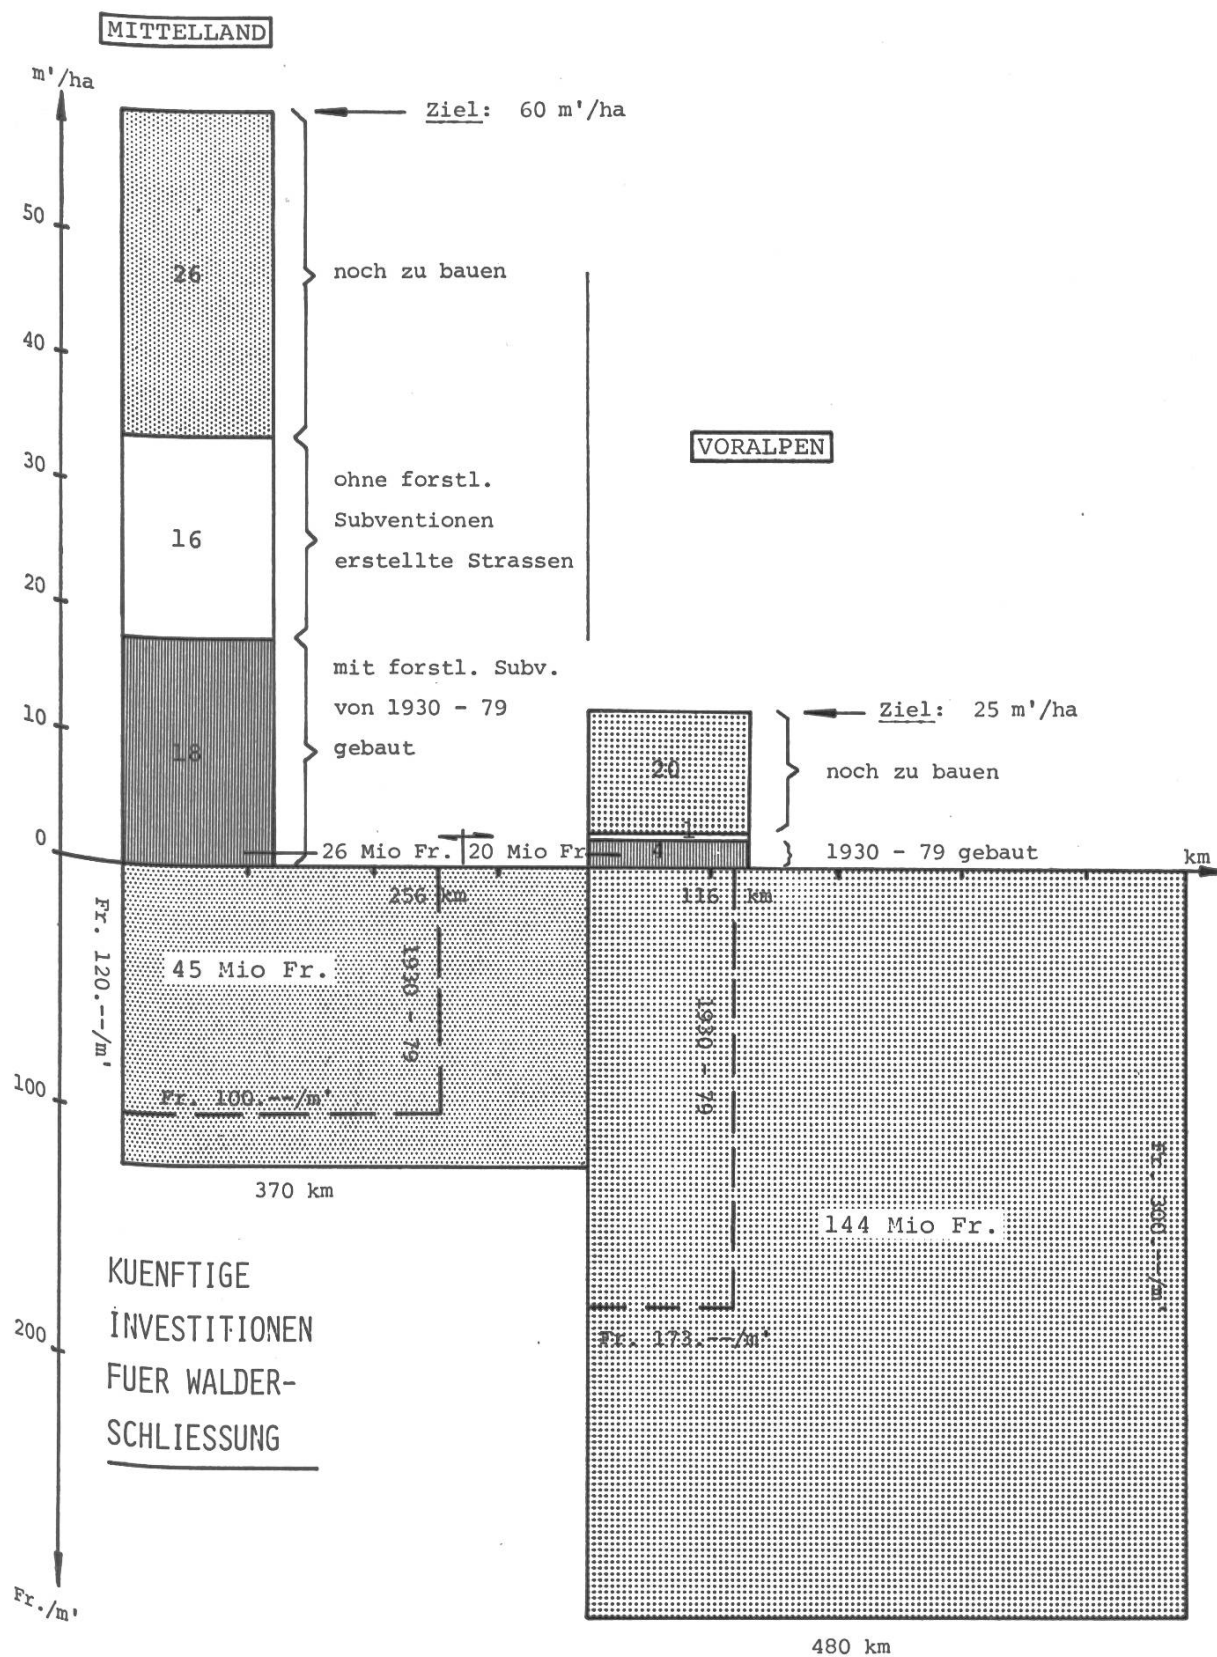 MITTELLAND
m'/ha
Ziel: 60 m'/ha
50
26
noch zu bauen
40
VORALPEN
30
ohne forstl.
Subventionen
16
erstellte Strassen
20
mit forstl. Subv.
von 1930 - 79
10
Ziel: 25 m'/ha
18
gebaut
20
noch zu bauen
1
0
26 Mio Fr.
20 Mio Fr
4
1930 - 79 gebaut
km
256 km
116 km
Fr. 120.--/m'
45 Mio Fr.
1930 - 79
1930 - 79
100
Fr. 100.--/m'
370 km
Fr. 300.--/m'
144 Mio Fr.
KUENFTIGE
INVESTITIONEN
FUER WALDER-
SCHLIESSUNG
200
Fr. 173.--/m'
Fr./m'
480 km